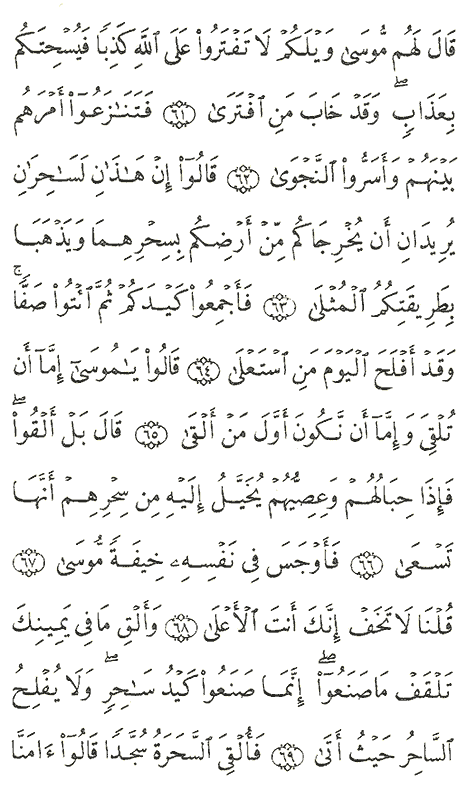 قَالَ لَهُم مُّوسَىٰ وَيْلَكُمْ لَا تَفْتَرُوا۟ عَلَى ٱللَّهِ كَذِبًا فَيُسْحِتَكُم
بِعَذَابٍۢ ۖ وَقَدْ خَابَ مَنِ ٱفْتَرَىٰ ﴿٦١﴾ فَتَنَـٰزَعُوٓا۟ أَمْرَهُم
بَيْنَهُمْ وَأَسَرُّوا۟ ٱلنَّجْوَىٰ ﴿٦٢﴾ قَالُوٓا۟ إِنْ هَـٰذَٰنِ لَسَـٰحِرَٰنِ
يُرِيدَانِ أَن يُخْرِجَاكُم مِّنْ أَرْضِكُم بِسِحْرِهِمَا وَيَذْهَبَا
بِطَرِيقَتِكُمُ ٱلْمُثْلَىٰ ﴿٦٣﴾ فَأَجْمِعُوا۟ كَيْدَكُمْ ثُمَّ ٱئْتُوا۟ صَفًّۭا ۚ
وَقَدْ أَفْلَحَ ٱلْيَوْمَ مَنِ ٱسْتَعْلَىٰ ﴿٦٤﴾ قَالُوا۟ يَـٰمُوسَىٰٓ إِمَّآ أَن
تُلْقِىَ وَإِمَّآ أَن نَّكُونَ أَوَّلَ مَنْ أَلْقَىٰ ﴿٦٥﴾ قَالَ بَلْ أَلْقُوا۟ ۖ
فَإِذَا حِبَالُهُمْ وَعِصِيُّهُمْ يُخَيَّلُ إِلَيْهِ مِن سِحْرِهِمْ أَنَّهَا
تَسْعَىٰ ﴿٦٦﴾ فَأَوْجَسَ فِى نَفْسِهِۦ خِيفَةًۭ مُّوسَىٰ ﴿٦٧﴾
قُلْنَا لَا تَخَفْ إِنَّكَ أَنتَ ٱلْأَعْلَىٰ ﴿٦٨﴾ وَأَلْقِ مَا فِى يَمِينِكَ
تَلْقَفْ مَا صَنَعُوٓا۟ ۖ إِنَّمَا صَنَعُوا۟ كَيْدُ سَـٰحِرٍۢ ۖ وَلَا يُفْلِحُ
ٱلسَّاحِرُ حَيْثُ أَتَىٰ ﴿٦٩﴾ فَأُلْقِىَ ٱلسَّحَرَةُ سُجَّدًۭا قَالُوٓا۟ ءَامَنَّا